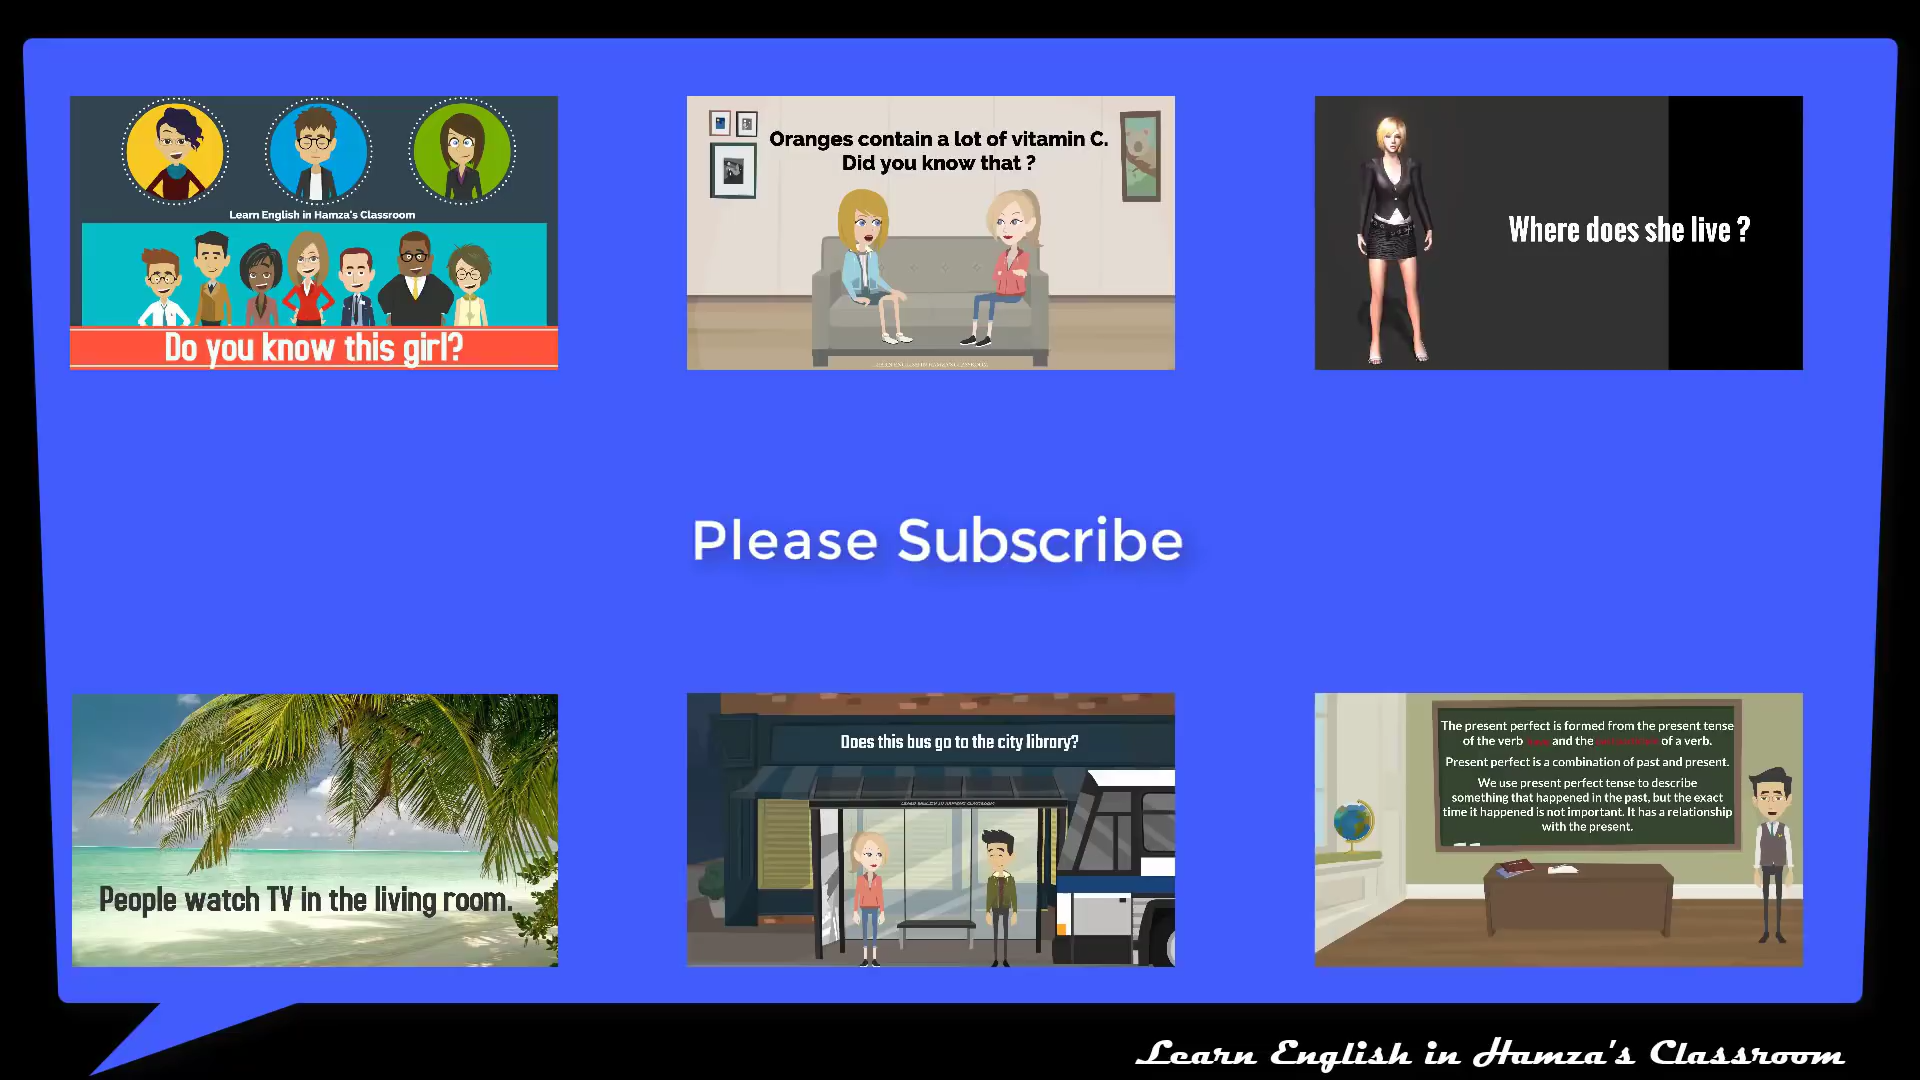 Learn English in Hamza's Classroom
Do you know this girl?
Oranges contain a lot of vitamin C.
Did you know that ?
Where does she live ?
Please Subscribe
People watch TV in the living room.
Does this bus go to the city library?
The present perfect is formed from the present tense
of the verb and the of a verb.
Present perfect is a combination of past and present.
We use present perfect tense to describe
something that happened in the past, but the exact
time it happened is not important. It has a relationship
with the present.
Learn English in Hamza's Classroom